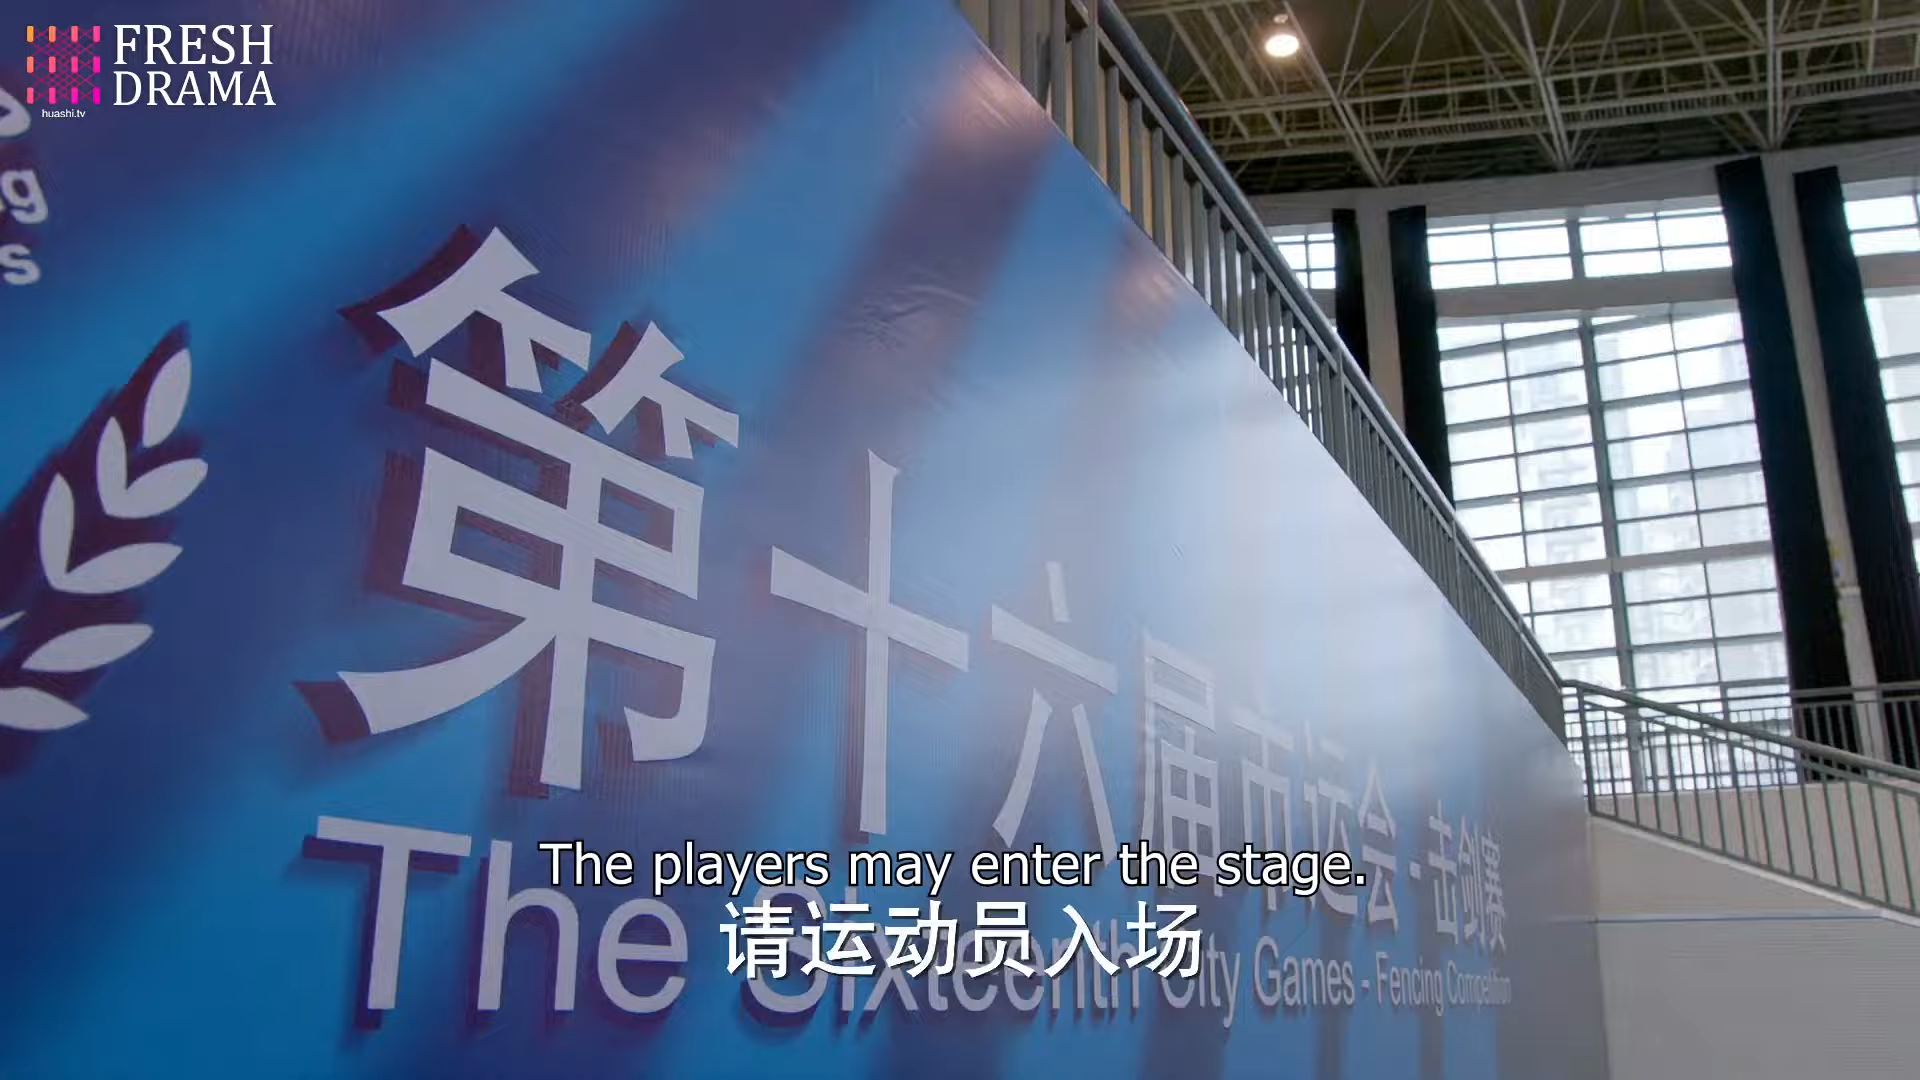 FRESH
DRAMA
huashi.tv
g
s
第十六届市运会-击剑赛
The Sixteenth City Games - Fencing Competition
The players may enter the stage.
请运动员入场